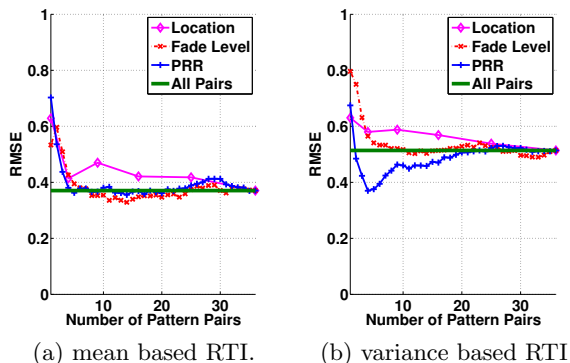 1
0.8
0.6
0.4
0.2
0
RMSE
Location
Fade Level
PRR
All Pairs
10 20 30
Number of Pattern Pairs
(a) mean based RTI.
1
0.8
0.6
0.4
0.2
0
RMSE
Location
Fade Level
PRR
All Pairs
10 20 30
Number of Pattern Pairs
(b) variance based RTI